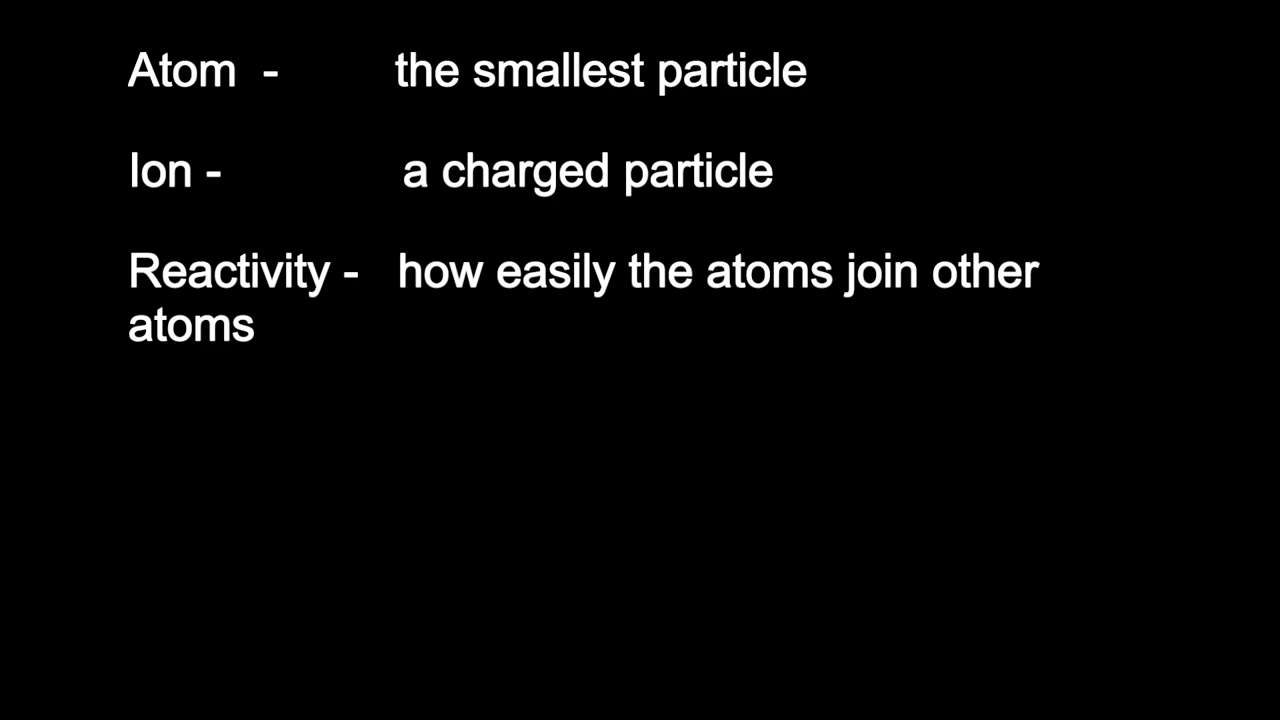 Atom - the smallest particle
Ion - a charged particle
Reactivity - how easily the atoms join other
atoms